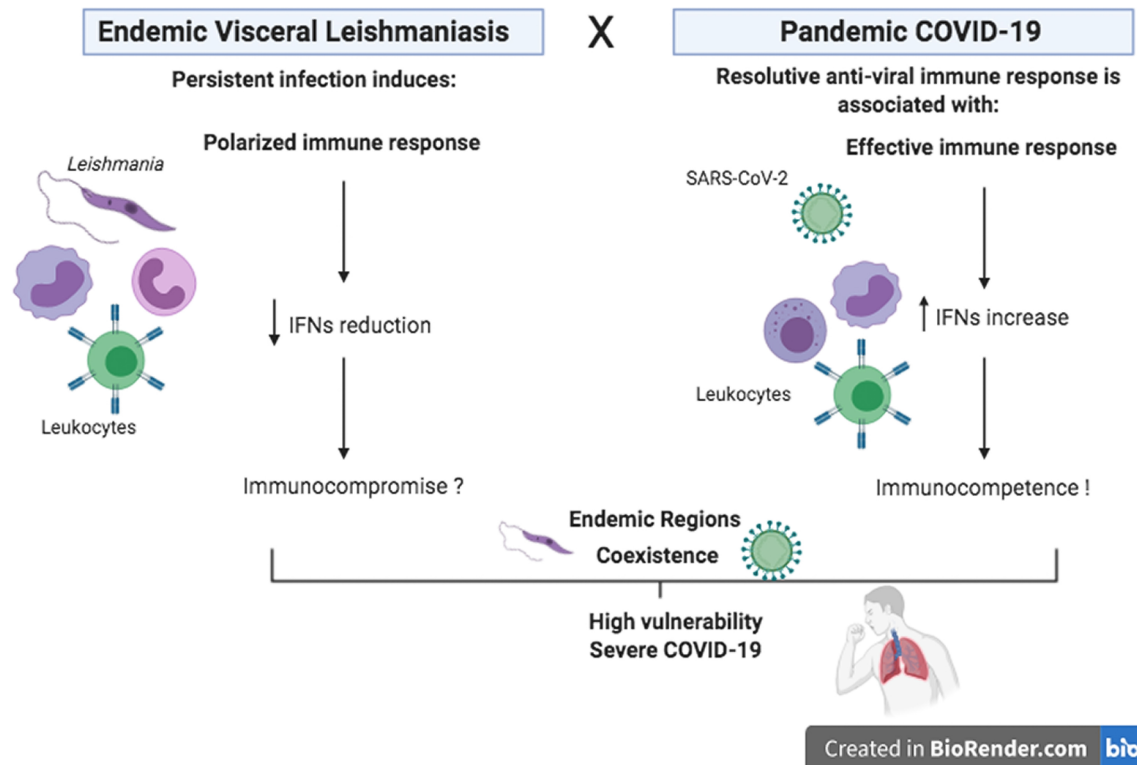 Endemic Visceral Leishmaniasis
X
Pandemic COVID-19
Persistent infection induces:
Polarized immune response
Leishmania
IFNs reduction
Leukocytes
Immunocompromise ?
Resolutive anti-viral immune response is
associated with:
Effective immune response
SARS-CoV-2
IFNs increase
Leukocytes
Immunocompetence !
Endemic Regions
Coexistence
High vulnerability
Severe COVID-19
Created in BioRender.com